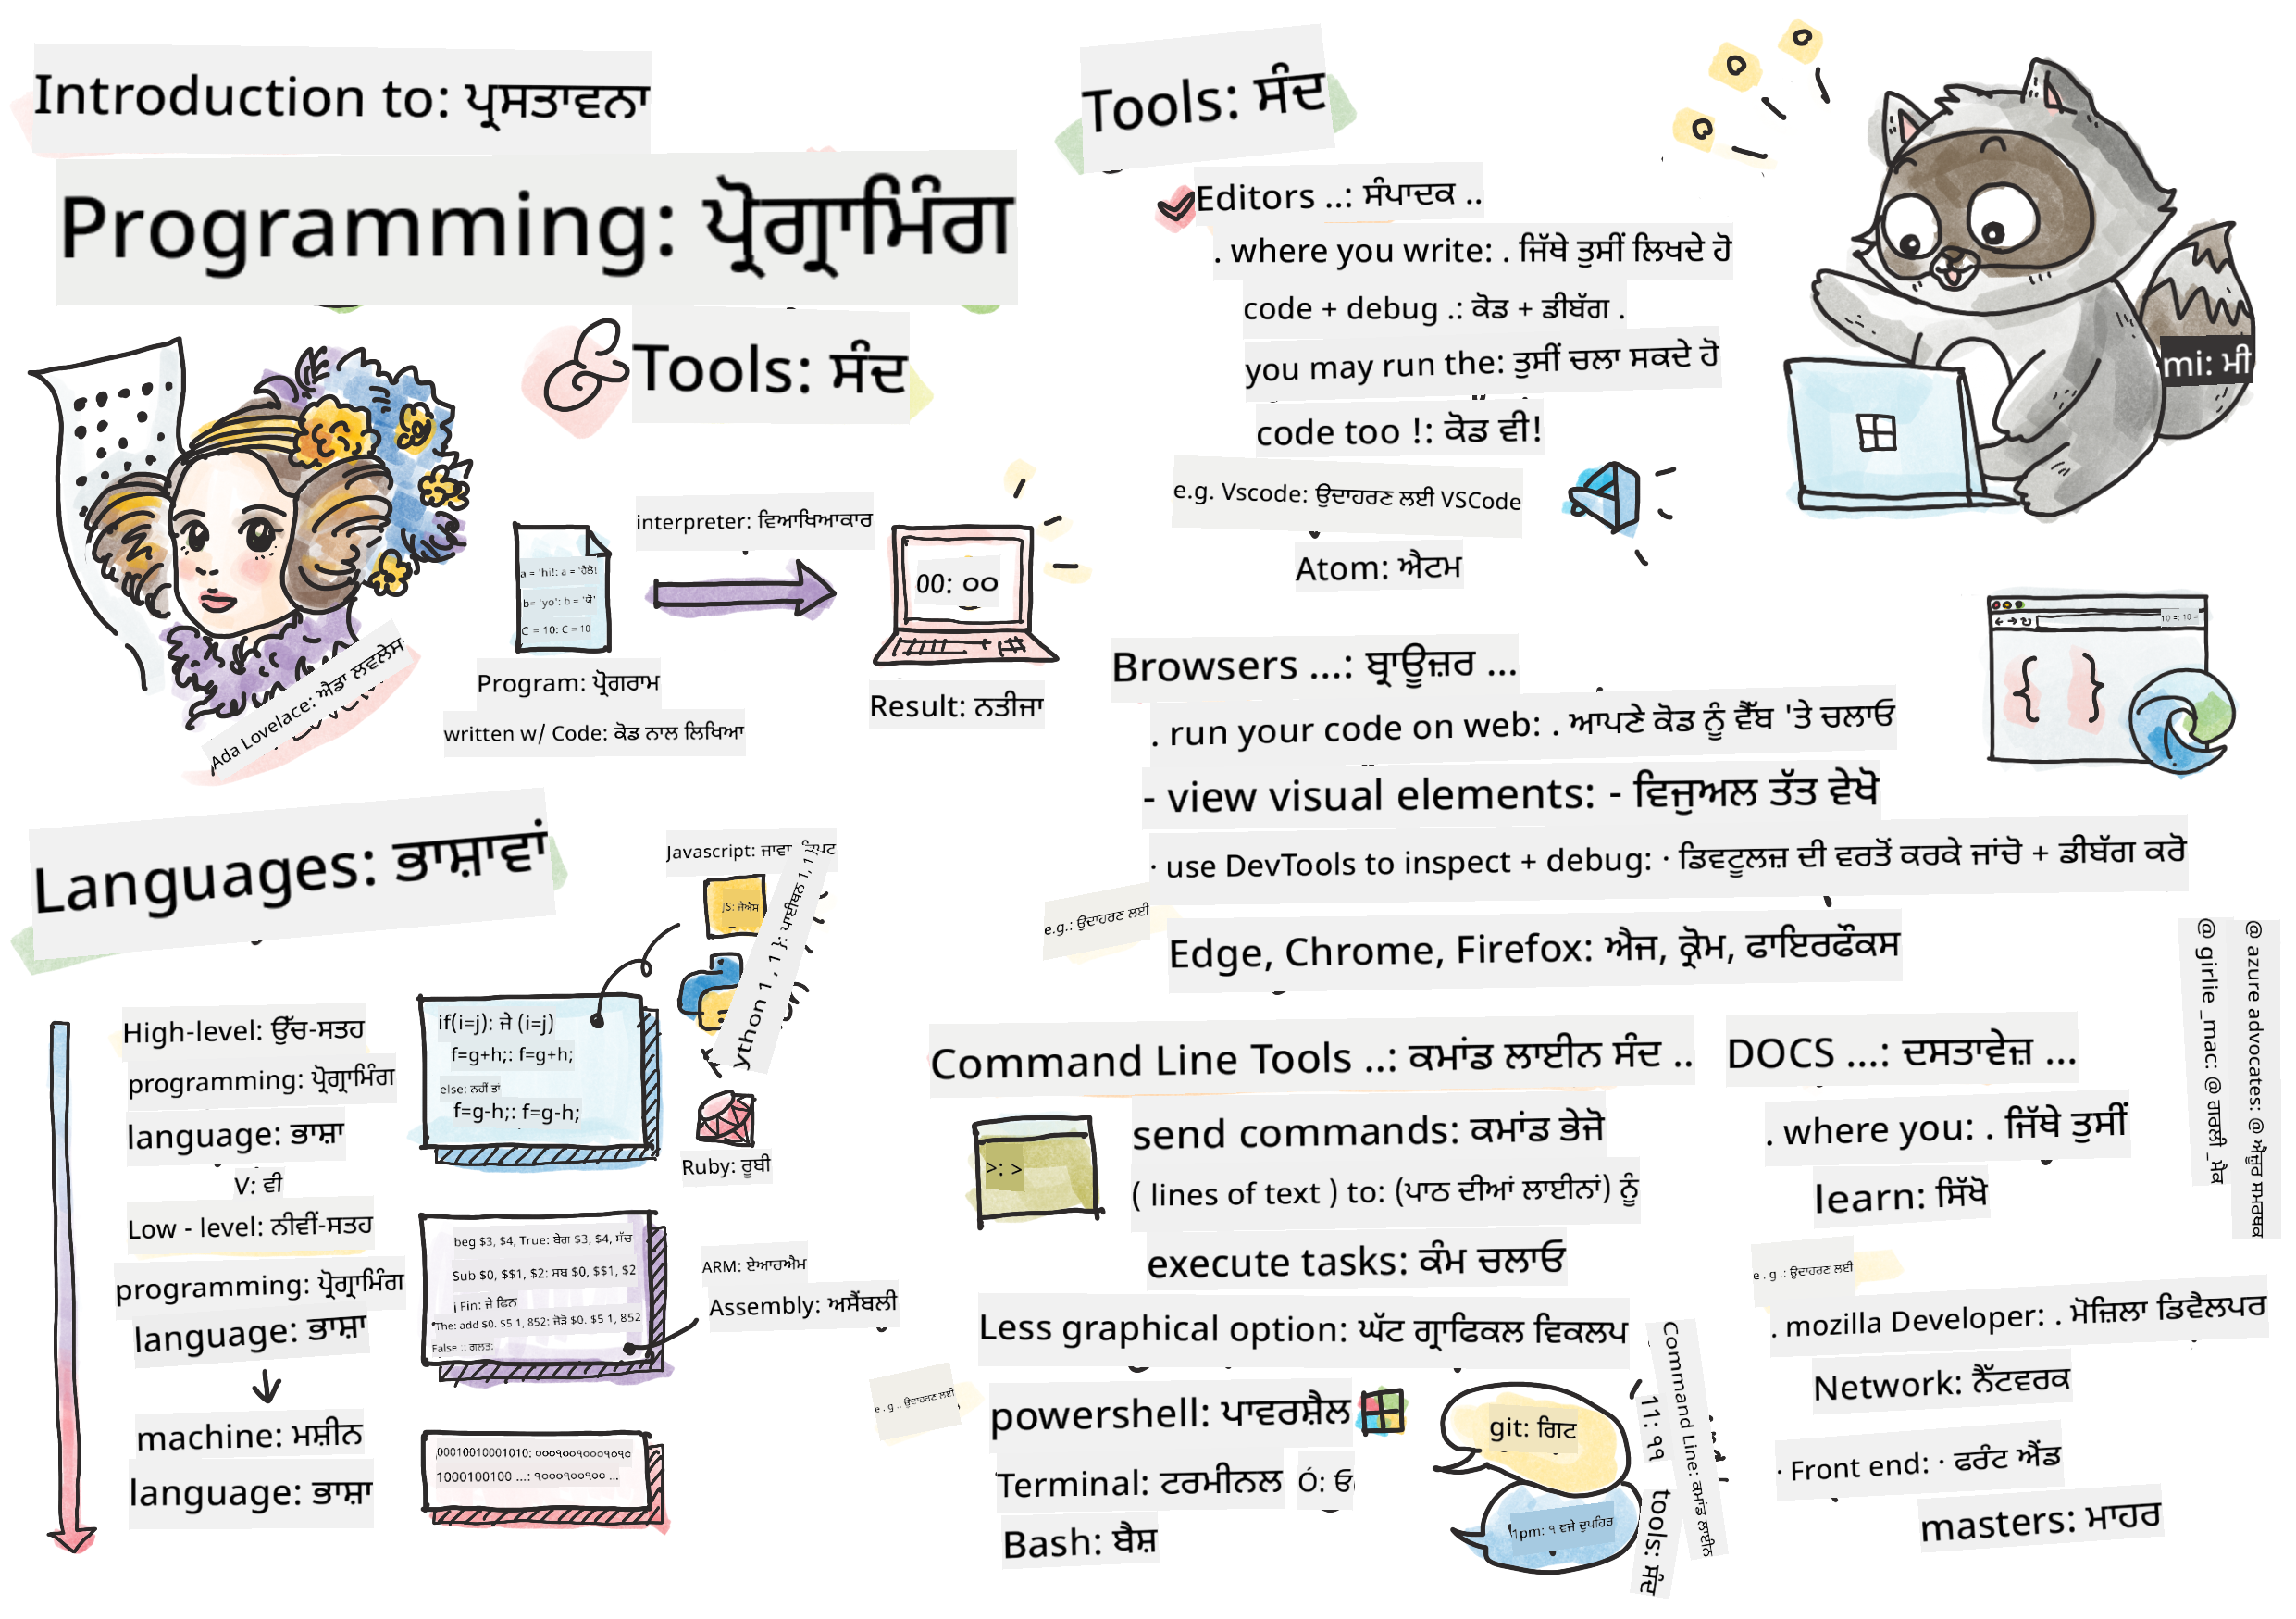 Introduction to: ਪ੍ਰਸਤਾਵਨਾ
Programming: ਪ੍ਰੋਗ੍ਰਾਮਿੰਗ
& Tools: ਸੰਦ
Ada Lovelace: ਐਡਾ ਲਵਲੇਸ
a = 'hi!: a = 'ਹੈਲੋ!
b= 'yo': b = 'ਯੋ'
C = 10: C = 10
interpreter: ਵਿਆਖਿਆਕਾਰ
00: ००
Program: ਪ੍ਰੋਗਰਾਮ
written w/ Code: ਕੋਡ ਨਾਲ ਲਿਖਿਆ
Result: ਨਤੀਜਾ
Languages: ਭਾਸ਼ਾਵਾਂ
High-level: ਉੱਚ-ਸਤਹ
programming: ਪ੍ਰੋਗ੍ਰਾਮਿੰਗ
language: ਭਾਸ਼ਾ
V: ਵੀ
Low - level: ਨੀਵੀਂ-ਸਤਹ
programming: ਪ੍ਰੋਗ੍ਰਾਮਿੰਗ
language: ਭਾਸ਼ਾ
machine: ਮਸ਼ੀਨ
language: ਭਾਸ਼ਾ
if(i=j): ਜੇ (i=j)
f=g+h;: f=g+h;
else: ਨਹੀਂ ਤਾਂ
f=g-h;: f=g-h;
Javascript:
JS: ਜੇਐਸ
ython 1 , 1 }: ਪਾਈਥਨ 1, 1
Ruby: ਰੂਬੀ
beg $3, $4, True: ਬੇਗ $3, $4, ਸੱਚ
Sub $0, $$1, $2: ਸਬ $0, $$1, $2
j Fin: ਜੇ ਫਿਨ
The: add $0. $5 1, 852: ਜੋੜੋ $0. $5 1, 852
False :: ਗਲਤ:
ARM: ਏਆਰਐਮ
Assembly: ਅਸੈਂਬਲੀ
00010010001010: ੦੦੦੧੦੦੧੦੦੦੧੦੧੦
1000100100 ...: ੧੦੦੦੧੦੦੧੦੦ ...
Tools: ਸੰਦ
Editors ..: ਸੰਪਾਦਕ ..
. where you write: . ਜਿੱਥੇ ਤੁਸੀਂ ਲਿਖਦੇ ਹੋ
code + debug .: ਕੋਡ + ਡੀਬੱਗ .
you may run the: ਤੁਸੀਂ ਚਲਾ ਸਕਦੇ ਹੋ
code too !: ਕੋਡ ਵੀ!
e.g. Vscode: ਉਦਾਹਰਣ ਲਈ VSCode
Atom: ਐਟਮ
mi: ਮੀ
Browsers ...: ਬ੍ਰਾਊਜ਼ਰ ...
. run your code on web: . ਆਪਣੇ ਕੋਡ ਨੂੰ ਵੈੱਬ 'ਤੇ ਚਲਾਓ
- view visual elements: - ਵਿਜੁਅਲ ਤੱਤ ਵੇਖੋ
· use DevTools to inspect + debug: · ਡਿਵਟੂਲਜ਼ ਦੀ ਵਰਤੋਂ ਕਰਕੇ ਜਾਂਚੋ + ਡੀਬੱਗ ਕਰੋ
e.g.: ਉਦਾਹਰਣ ਲਈ
Edge, Chrome, Firefox: ਐਜ, ਕ੍ਰੋਮ, ਫਾਇਰਫੌਕਸ
10 =: 10 =
{ }
Command Line Tools ..: ਕਮਾਂਡ ਲਾਈਨ ਸੰਦ ..
>: >
send commands: ਕਮਾਂਡ ਭੇਜੋ
( lines of text ) to: (ਪਾਠ ਦੀਆਂ ਲਾਈਨਾਂ) ਨੂੰ
execute tasks: ਕੰਮ ਚਲਾਓ
Less graphical option: ਘੱਟ ਗ੍ਰਾਫਿਕਲ ਵਿਕਲਪ
e . g .: ਉਦਾਹਰਣ ਲਈ
powershell: ਪਾਵਰਸ਼ੈਲ
Terminal: ਟਰਮੀਨਲ
Ó: ਓ
Bash: ਬੈਸ਼
git: ਗਿਟ
1pm: ੧ ਵਜੇ ਦੁਪਹਿਰ
Command Line: ਕਮਾਂਡ ਲਾਈਨ
11: ੧੧
tools: ਸੰਦ
DOCS ...: ਦਸਤਾਵੇਜ਼ ...
. where you: . ਜਿੱਥੇ ਤੁਸੀਂ
learn: ਸਿੱਖੋ
e . g .: ਉਦਾਹਰਣ ਲਈ
. mozilla Developer: . ਮੋਜ਼ਿਲਾ ਡਿਵੈਲਪਰ
Network: ਨੈੱਟਵਰਕ
· Front end: · ਫਰੰਟ ਐਂਡ
masters: ਮਾਹਰ
@ girlie _mac: @ ਗਰਲੀ_ਮੈਕ
@ azure advocates: @ ਐਜ਼ੂਰ ਸਮਰਥਕ